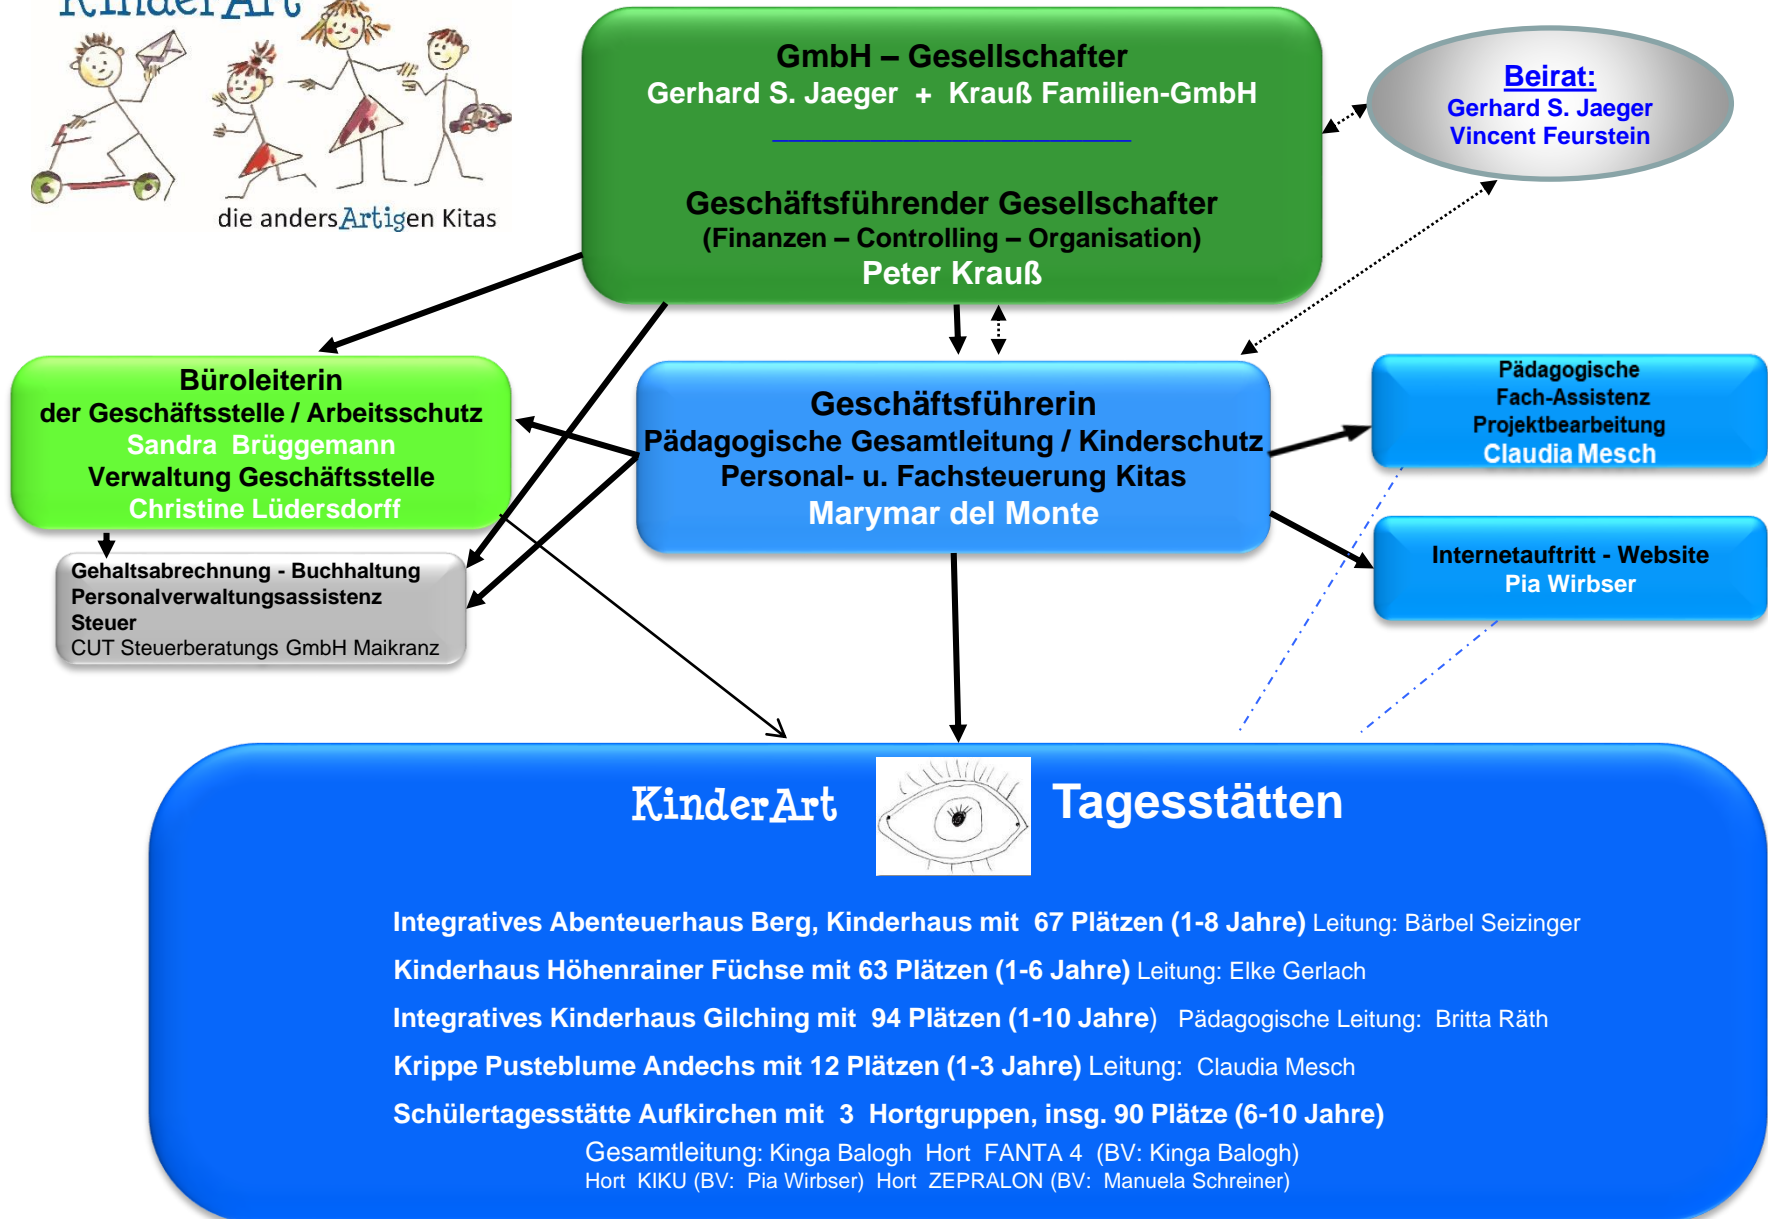 KinderArt
die andersArtigen Kitas
GmbH – Gesellschafter
Gerhard S. Jaeger + Krauß Familien-GmbH
Geschäftsführender Gesellschafter
(Finanzen – Controlling – Organisation)
Peter Krauß
Beirat:
Gerhard S. Jaeger
Vincent Feurstein
Büroleiterin
der Geschäftsstelle / Arbeitsschutz
Sandra Brüggemann
Verwaltung Geschäftsstelle
Christine Lüdersdorff
Geschäftsführerin
Pädagogische Gesamtleitung / Kinderschutz
Personal- u. Fachsteuerung Kitas
Marymar del Monte
Pädagogische
Fach-Assistenz
Projektbearbeitung
Claudia Mesch
Internetauftritt - Website
Pia Wirbser
Gehaltsabrechnung - Buchhaltung
Personalverwaltungsassistenz
Steuer
CUT Steuerberatungs GmbH Maikranz
KinderArt Tagesstätten
Integratives Abenteuerhaus Berg, Kinderhaus mit 67 Plätzen (1-8 Jahre) Leitung: Bärbel Seizinger
Kinderhaus Höhenrainer Füchse mit 63 Plätzen (1-6 Jahre) Leitung: Elke Gerlach
Integratives Kinderhaus Gilching mit 94 Plätzen (1-10 Jahre) Pädagogische Leitung: Britta Räth
Krippe Pusteblume Andechs mit 12 Plätzen (1-3 Jahre) Leitung: Claudia Mesch
Schülertagesstätte Aufkirchen mit 3 Hortgruppen, insg. 90 Plätze (6-10 Jahre)
Gesamtleitung: Kinga Balogh Hort FANTA 4 (BV: Kinga Balogh)
Hort KIKU (BV: Pia Wirbser) Hort ZEPRALON (BV: Manuela Schreiner)